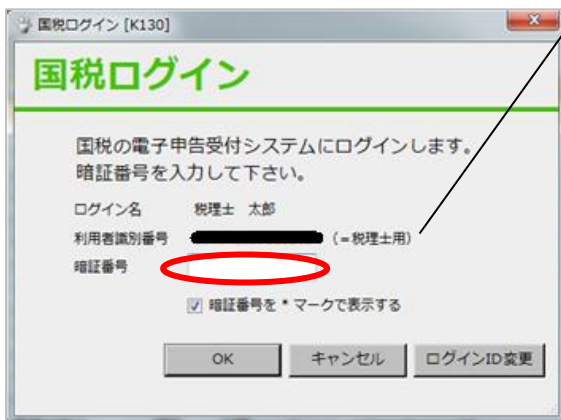 国税ログイン [K130]
国税ログイン
国税の電子申告受付システムにログインします。
暗証番号を入力して下さい。
ログイン名 税理士 太郎
利用者識別番号 (=税理士用)
暗証番号
暗証番号を * マークで表示する
OK キャンセル ログインID変更